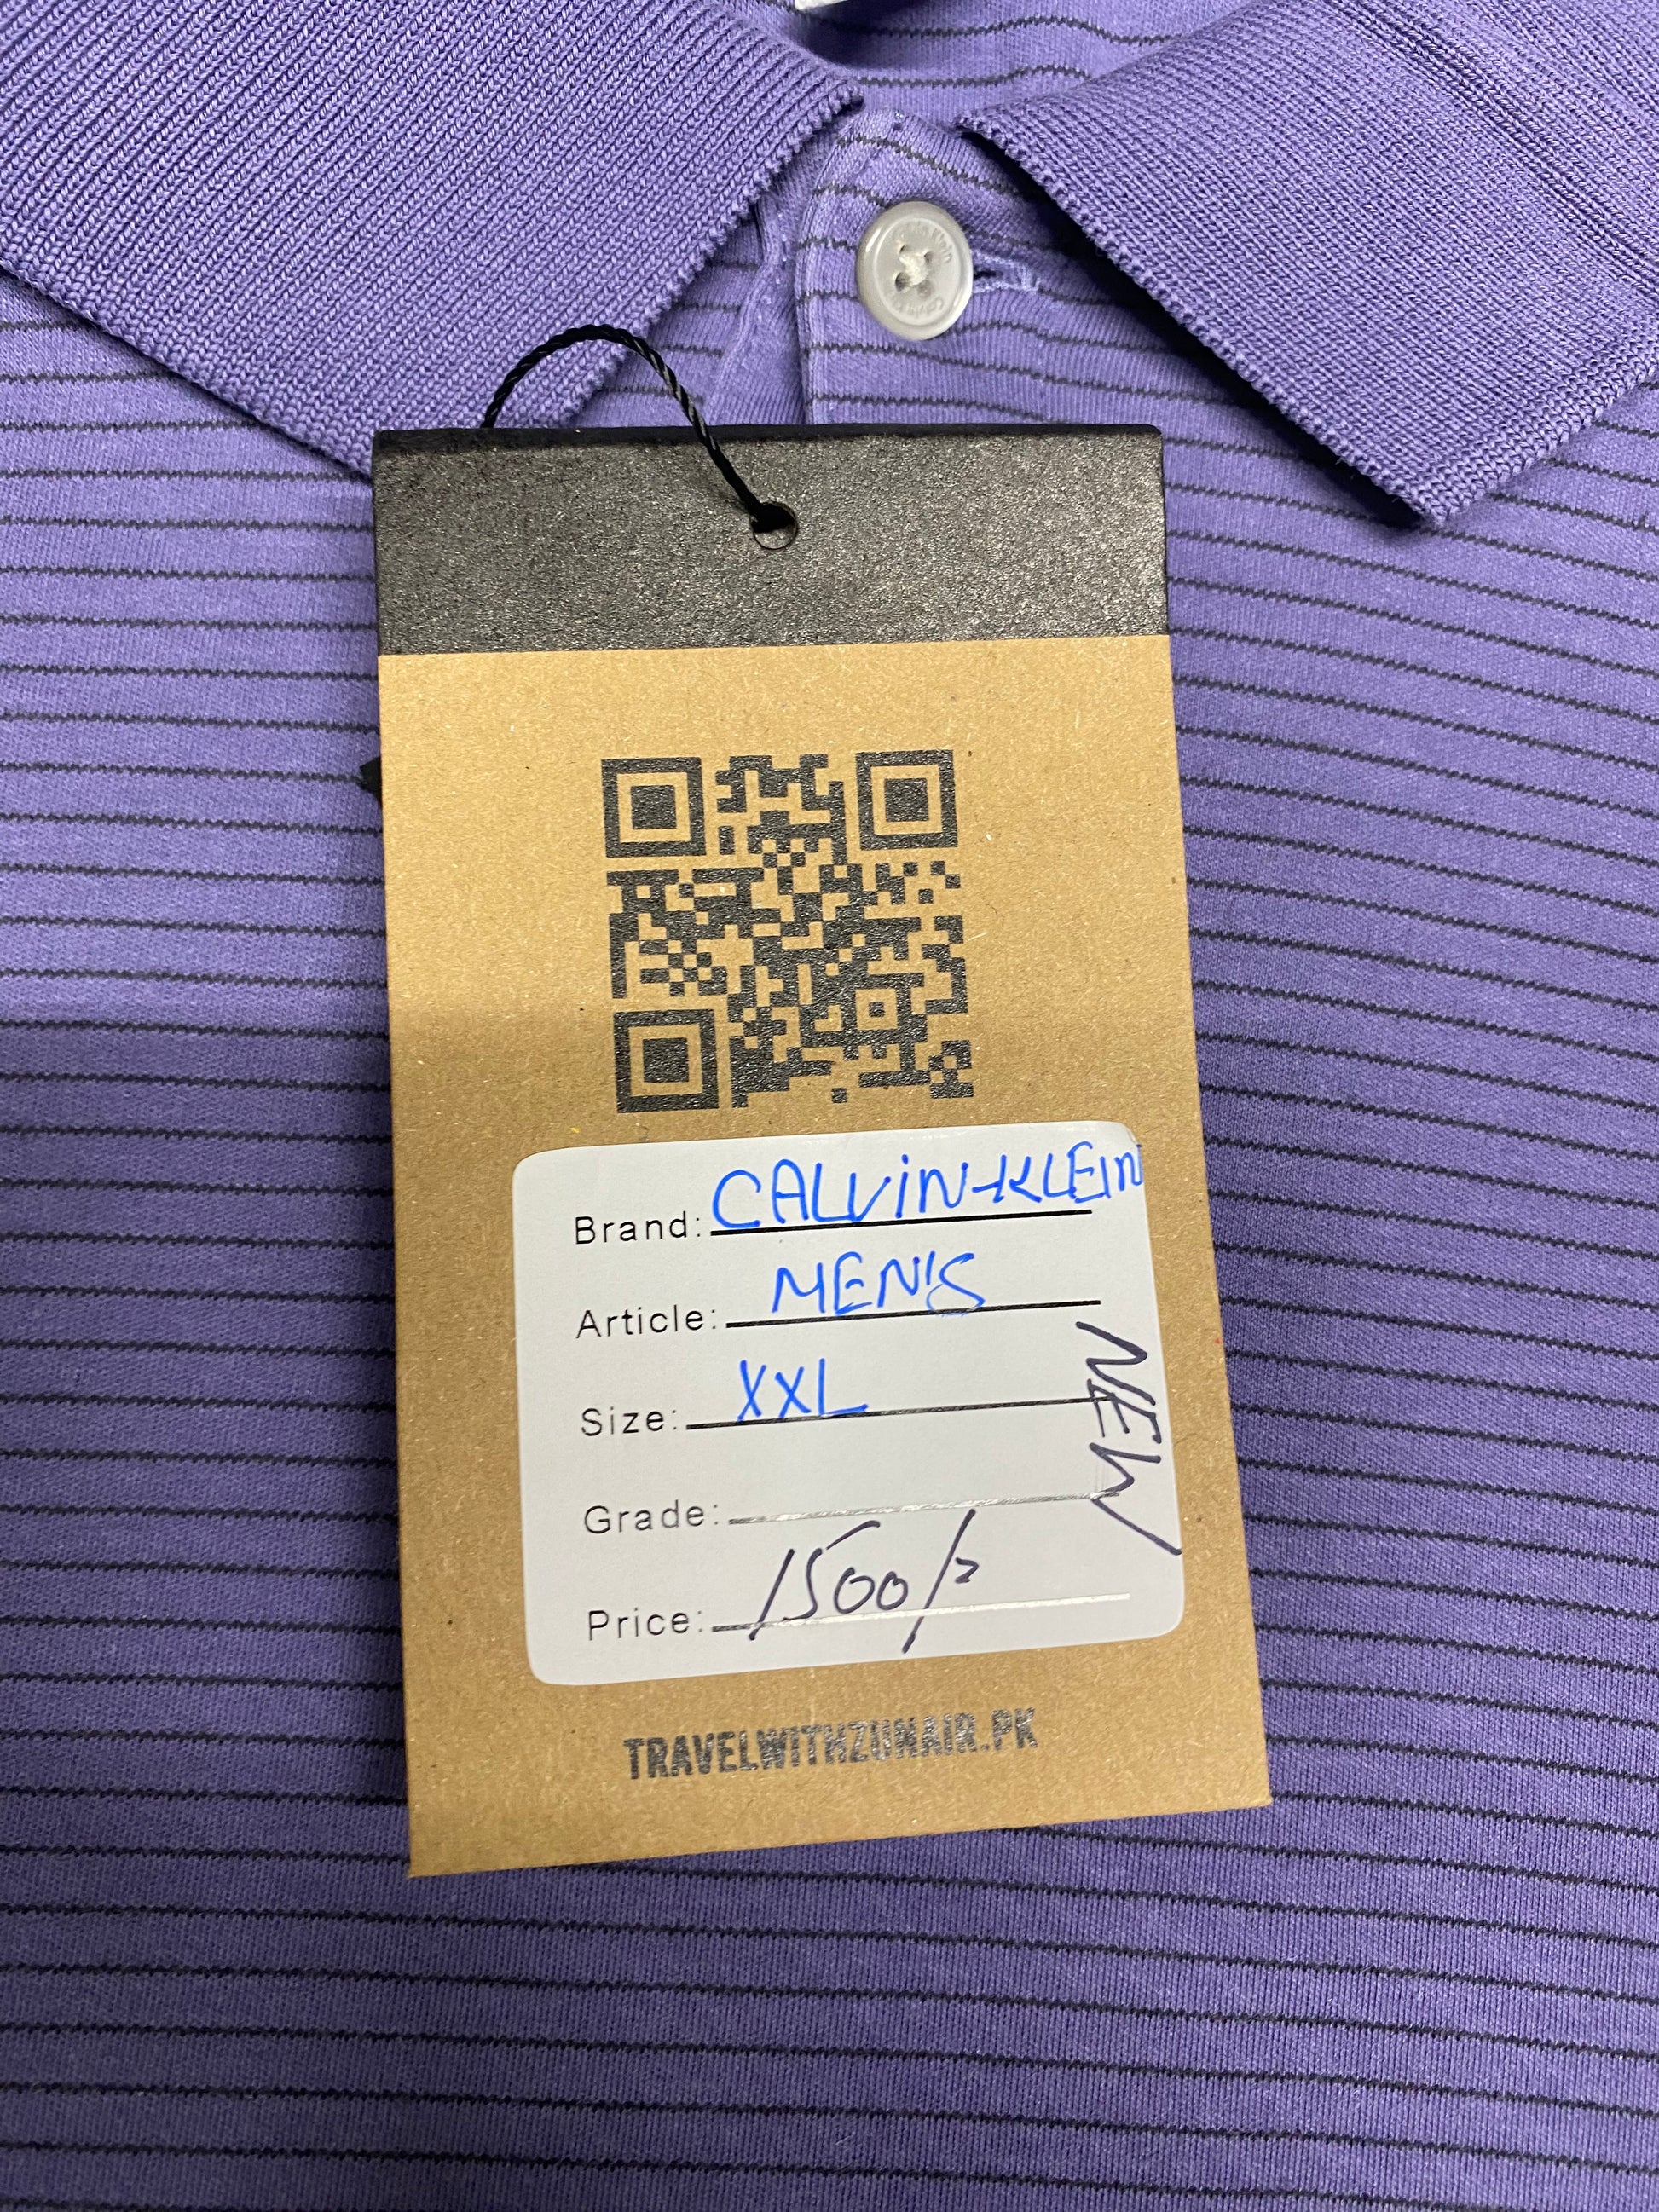 Brand: CALVIN-KLEIN
Article: MEN'S
Size: XXL
NEW
Grade:
Price: 1500/=
TRAVELWITHZUNAIR.PK